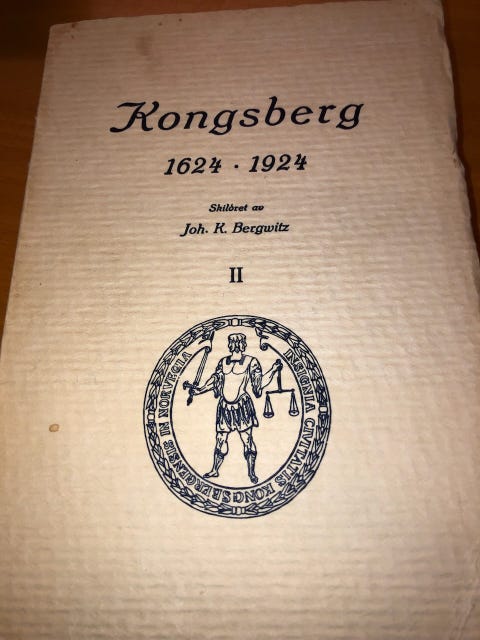 Kongsberg
1624 · 1924
Skildret av
Joh. K. Bergwitz
II
INSIGNIA CIVITATIS KONGSBERGENSIS IN NORVEGIA